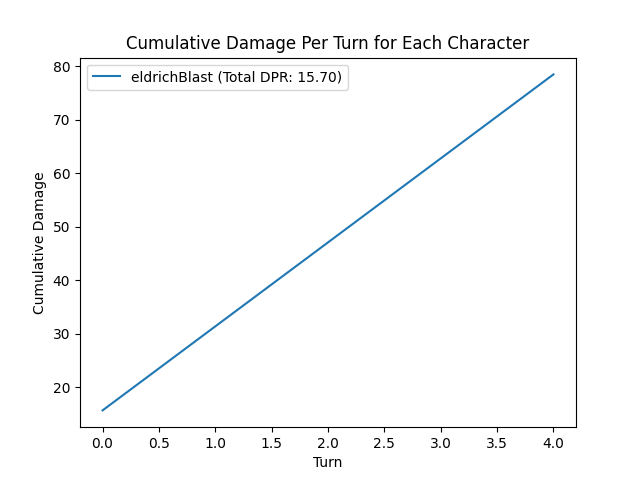 Cumulative Damage Per Turn for Each Character
eldrichBlast (Total DPR: 15.70)
80
70
60
50
40
30
20
Cumulative Damage
0.0 0.5 1.0 1.5 2.0 2.5 3.0 3.5 4.0
Turn